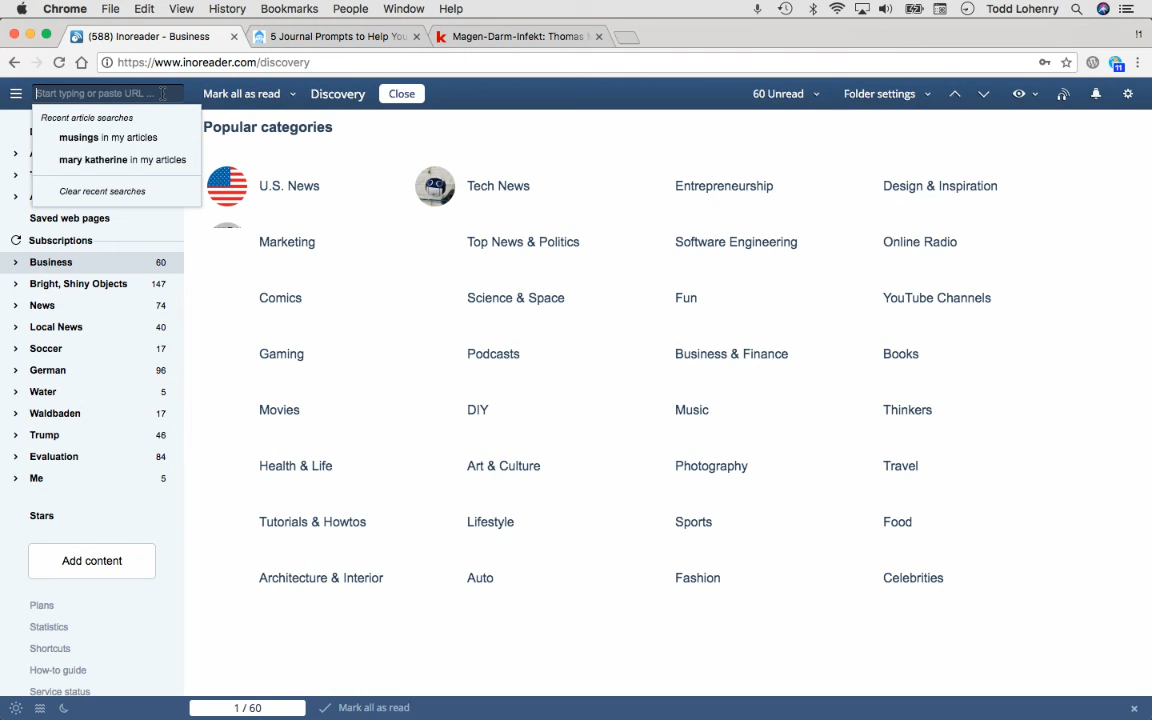 Chrome File Edit View History Bookmarks People Window Help Todd Lohenry
(588) Inoreader - Business 5 Journal Prompts to Help You Magen-Darm-Infekt: Thomas
https://www.inoreader.com/discovery 11
Start typing or paste URL ... Mark all as read Discovery Close 60 Unread Folder settings
Recent article searches
musings in my articles
mary katherine in my articles
Clear recent searches
Saved web pages
Subscriptions
Business 60
Bright, Shiny Objects 147
News 74
Local News 40
Soccer 17
German 96
Water 5
Waldbaden 17
Trump 46
Evaluation 84
Me 5
Stars
Add content
Plans
Statistics
Shortcuts
How-to guide
Service status
Popular categories
U.S. News Tech News Entrepreneurship Design & Inspiration
Marketing Top News & Politics Software Engineering Online Radio
Comics Science & Space Fun YouTube Channels
Gaming Podcasts Business & Finance Books
Movies DIY Music Thinkers
Health & Life Art & Culture Photography Travel
Tutorials & Howtos Lifestyle Sports Food
Architecture & Interior Auto Fashion Celebrities
1 / 60 Mark all as read